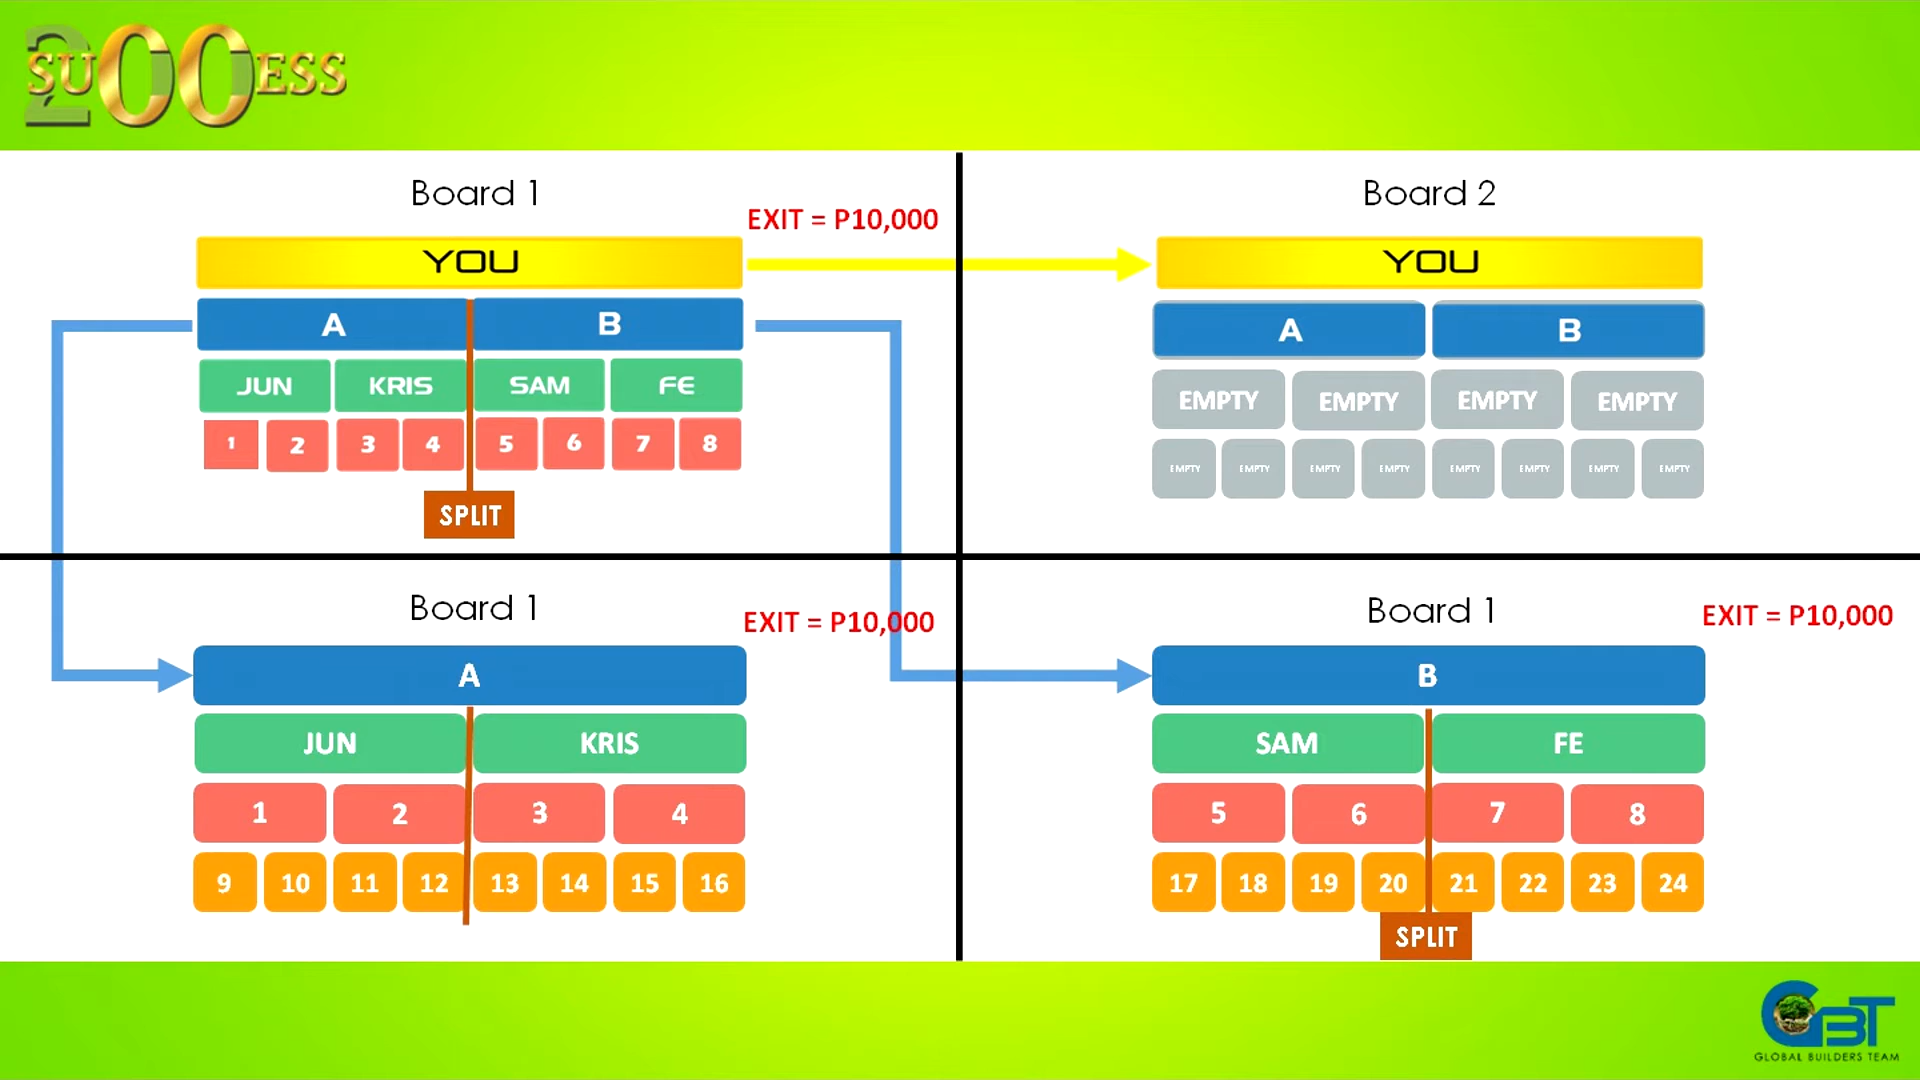 SU200ESS
Board 1
EXIT = P10,000
YOU
A B
JUN KRIS SAM FE
1 2 3 4 5 6 7 8
SPLIT
Board 2
YOU
A B
EMPTY EMPTY EMPTY EMPTY
EMPTY EMPTY EMPTY EMPTY EMPTY EMPTY EMPTY EMPTY
Board 1
EXIT = P10,000
A
JUN KRIS
1 2 3 4
9 10 11 12 13 14 15 16
Board 1
EXIT = P10,000
B
SAM FE
5 6 7 8
17 18 19 20 21 22 23 24
SPLIT
GBT
GLOBAL BUILDERS TEAM